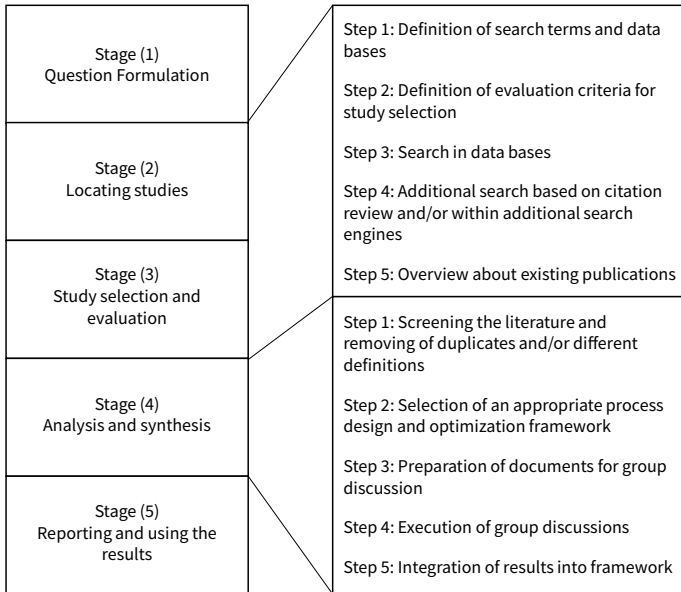 Stage (1)
Question Formulation
Stage (2)
Locating studies
Stage (3)
Study selection and
evaluation
Stage (4)
Analysis and synthesis
Stage (5)
Reporting and using the
results
Step 1: Definition of search terms and data
bases
Step 2: Definition of evaluation criteria for
study selection
Step 3: Search in data bases
Step 4: Additional search based on citation
review and/or within additional search
engines
Step 5: Overview about existing publications
Step 1: Screening the literature and
removing of duplicates and/or different
definitions
Step 2: Selection of an appropriate process
design and optimization framework
Step 3: Preparation of documents for group
discussion
Step 4: Execution of group discussions
Step 5: Integration of results into framework